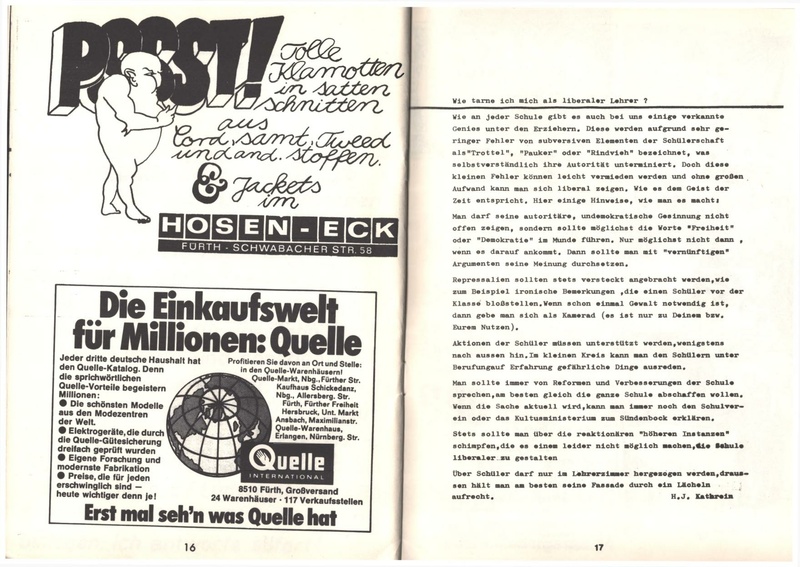 PSSST!
Tolle
Klamotten
in satten
schnitten
aus
Cord, samt, Tweed
und and. stoffen.
& Jackets
im
HOSEN-ECK
FÜRTH - SCHWABACHER STR. 58
Die Einkaufswelt
für Millionen: Quelle
Jeder dritte deutsche Haushalt hat
den Quelle-Katalog. Denn
die sprichwörtlichen
Quelle-Vorteile begeistern
Millionen:
● Die schönsten Modelle
aus den Modezentren
der Welt.
● Elektrogeräte, die durch
die Quelle-Gütesicherung
dreifach geprüft wurden
● Eigene Forschung und
modernste Fabrikation
● Preise, die für jeden
erschwinglich sind –
heute wichtiger denn je!
Profitieren Sie davon an Ort und Stelle:
in den Quelle-Warenhäusern!
Quelle-Markt, Nbg., Fürther Str.
Kaufhaus Schickedanz,
Nbg., Allersberg. Str.
Fürth, Fürther Freiheit
Hersbruck, Unt. Markt
Ansbach, Maximilianstr.
Quelle-Warenhaus,
Erlangen, Nürnberg. Str.
Quelle
INTERNATIONAL
8510 Fürth, Großversand
24 Warenhäuser · 117 Verkaufsstellen
Erst mal seh'n was Quelle hat
16
Wie tarne ich mich als liberaler Lehrer ?
Wie an jeder Schule gibt es auch bei uns einige verkannte
Genies unter den Erziehern. Diese werden aufgrund sehr ge-
ringer Fehler von subversiven Elementen der Schülerschaft
als"Trottel", "Pauker" oder "Rindvieh" bezeichnet, was
selbstverständlich ihre Autorität unterminiert. Doch diese
kleinen Fehler können leicht vermieden werden und ohne großen
Aufwand kann man sich liberal zeigen. Wie es dem Geist der
Zeit entspricht. Hier einige Hinweise, wie man es macht:
Man darf seine autoritäre, undemokratische Gesinnung nicht
offen zeigen, sondern sollte möglichst die Worte "Freiheit"
oder "Demokratie" im Munde führen. Nur möglichst nicht dann ,
wenn es darauf ankommt. Dann sollte man mit "vernünftigen"
Argumenten seine Meinung durchsetzen.
Repressalien sollten stets versteckt angebracht werden,wie
zum Beispiel ironische Bemerkungen ,die einen Schüler vor der
Klasse bloßstellen.Wenn schon einmal Gewalt notwendig ist,
dann gebe man sich als Kamerad (es ist nur zu Deinem bzw.
Eurem Nutzen).
Aktionen der Schüler müssen unterstützt werden,wenigstens
nach aussen hin.Im kleinen Kreis kann man den Schülern unter
Berufungauf Erfahrung gefährliche Dinge ausreden.
Man sollte immer von Reformen und Verbesserungen der Schule
sprechen,am besten gleich die ganze Schule abschaffen wollen.
Wenn die Sache aktuell wird,kann man immer noch den Schulver-
ein oder das Kultusministerium zum Sündenbock erklären.
Stets sollte man über die reaktionären "höheren Instanzen"
schimpfen,die es einem leider nicht möglich machen,die Schule
liberaler zu gestalten
Über Schüler darf nur im Lehrerzimmer hergezogen werden,draus-
sen hält man am besten seine Fassade durch ein Lächeln
aufrecht. H.J. Kathrein
17